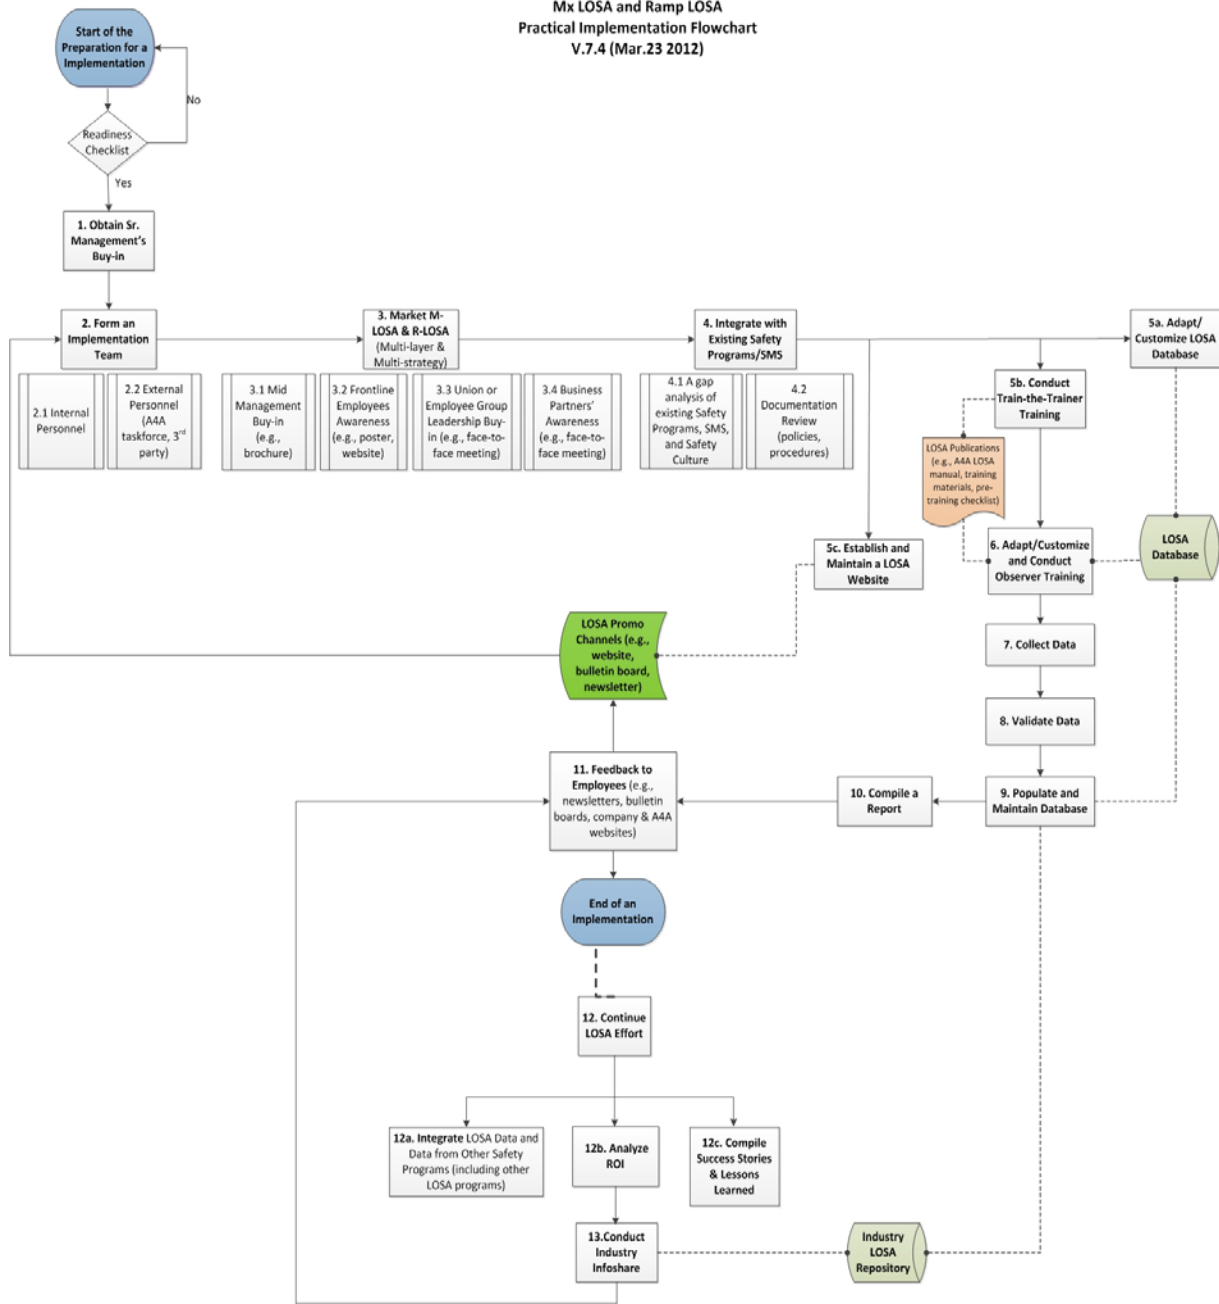 Mx LOSA and Ramp LOSA
Practical Implementation Flowchart
V.7.4 (Mar.23 2012)
Start of the
Preparation for a
Implementation
No
Readiness
Checklist
Yes
1. Obtain Sr.
Management's
Buy-in
2. Form an
Implementation
Team
3. Market M-
LOSA & R-LOSA
(Multi-layer &
Multi-strategy)
4. Integrate with
Existing Safety
Programs/SMS
5a. Adapt/
Customize LOSA
Database
2.1 Internal
Personnel
2.2 External
Personnel
(A4A
taskforce, 3rd
party)
3.1 Mid
Management
Buy-in
(e.g.,
brochure)
3.2 Frontline
Employees
Awareness
(e.g., poster,
website)
3.3 Union or
Employee Group
Leadership Buy-
in (e.g., face-to-
face meeting)
3.4 Business
Partners'
Awareness
(e.g., face-to-
face meeting)
4.1 A gap
analysis of
existing Safety
Programs, SMS,
and Safety
Culture
4.2
Documentation
Review
(policies,
procedures)
5b. Conduct
Train-the-Trainer
Training
LOSA Publications
(e.g., A4A LOSA
manual, training
materials, pre-
training checklist)
5c. Establish and
Maintain a LOSA
Website
6. Adapt/Customize
and Conduct
Observer Training
LOSA
Database
LOSA Promo
Channels (e.g.,
website,
bulletin board,
newsletter)
7. Collect Data
8. Validate Data
11. Feedback to
Employees (e.g.,
newsletters, bulletin
boards, company & A4A
websites)
10. Compile a
Report
9. Populate and
Maintain Database
End of an
Implementation
12. Continue
LOSA Effort
12a. Integrate LOSA Data and
Data from Other Safety
Programs (including other
LOSA programs)
12b. Analyze
ROI
12c. Compile
Success Stories
& Lessons
Learned
13.Conduct
Industry
Infoshare
Industry
LOSA
Repository